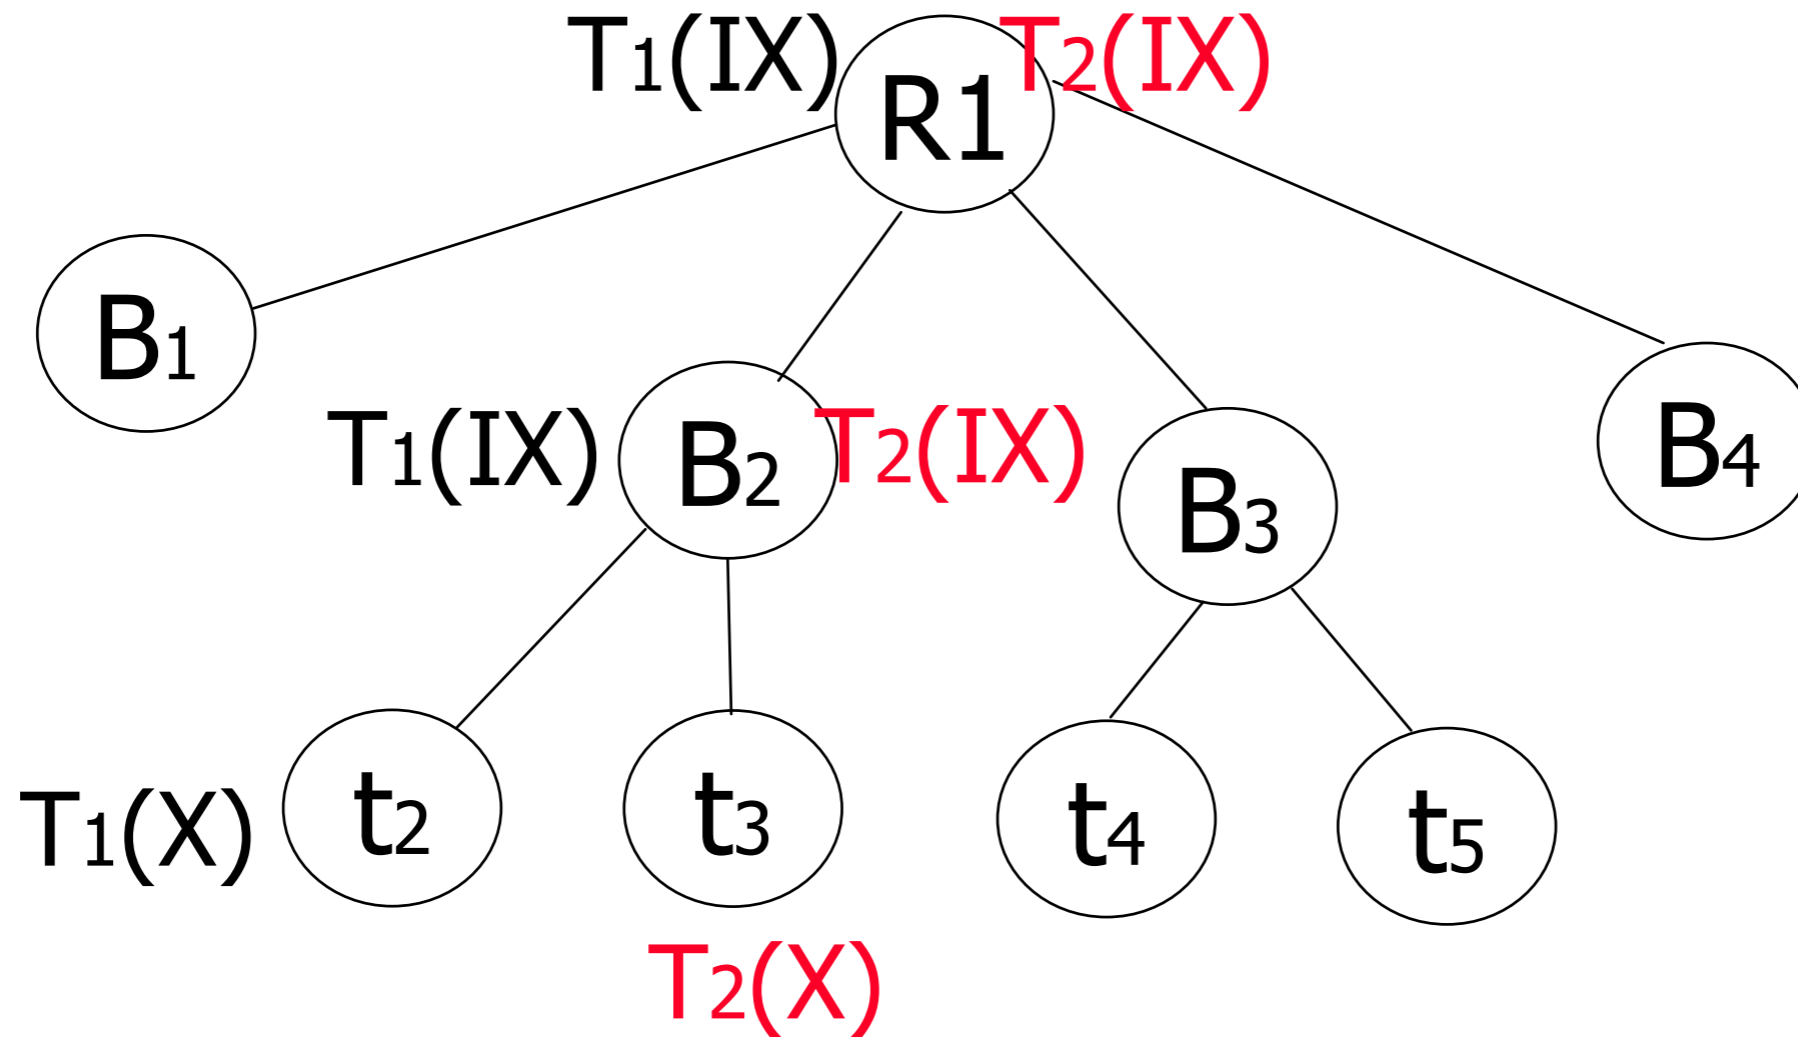 T1(IX) R1 T2(IX)
B1
T1(IX) B2 T2(IX)
B3
B4
T1(X) t2
t3
t4
t5
T2(X)